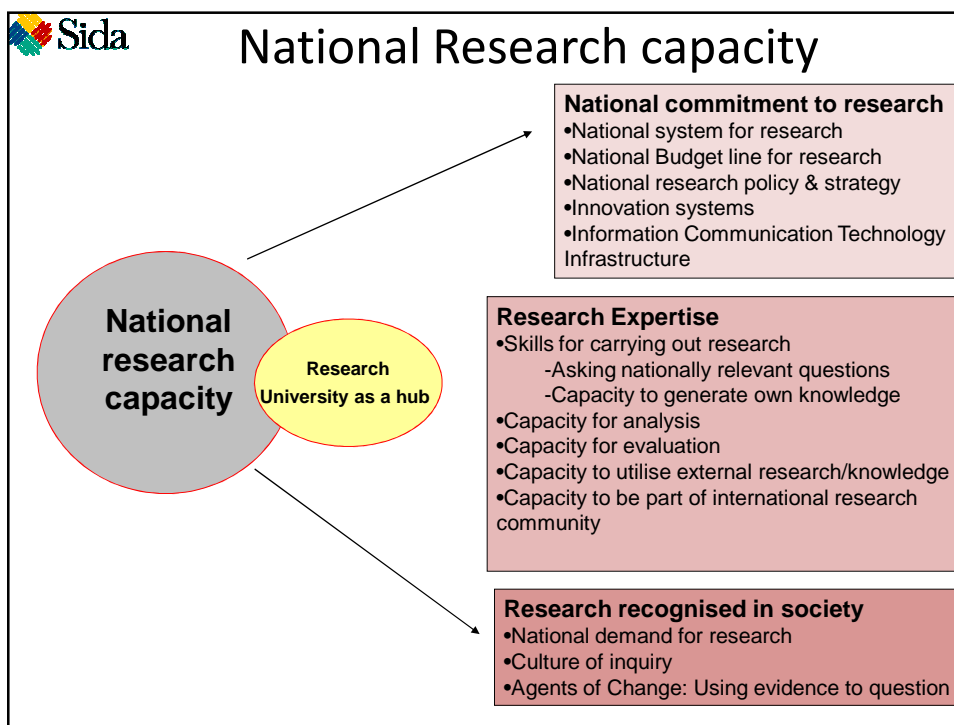 Sida
National Research capacity
National commitment to research
•National system for research
•National Budget line for research
•National research policy & strategy
•Innovation systems
•Information Communication Technology
Infrastructure
National
research
capacity
Research
University as a hub
Research Expertise
•Skills for carrying out research
-Asking nationally relevant questions
-Capacity to generate own knowledge
•Capacity for analysis
•Capacity for evaluation
•Capacity to utilise external research/knowledge
•Capacity to be part of international research
community
Research recognised in society
•National demand for research
•Culture of inquiry
•Agents of Change: Using evidence to question